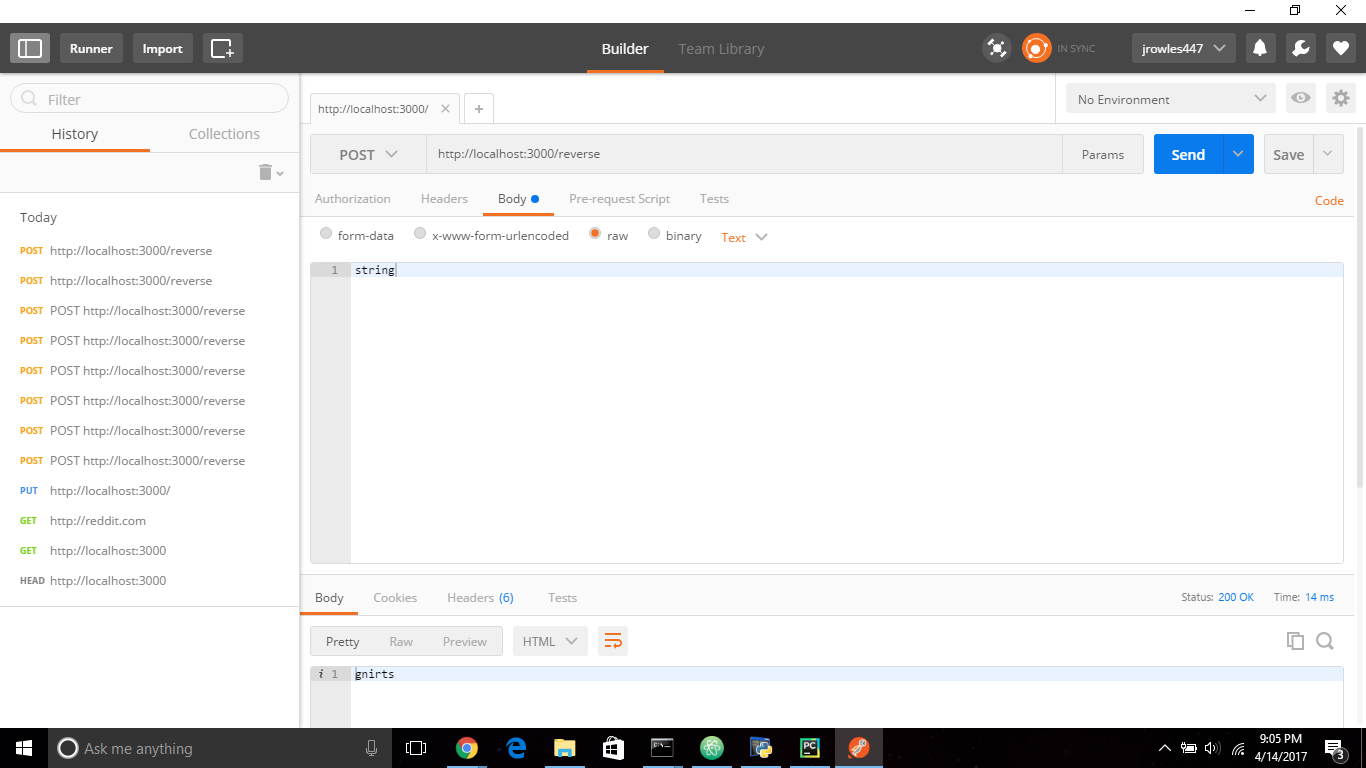 Runner Import Builder Team Library IN SYNC jrowles447
Filter
http://localhost:3000/
No Environment
History Collections
POST http://localhost:3000/reverse Params Send Save
Authorization Headers Body Pre-request Script Tests Code
Today
form-data x-www-form-urlencoded raw binary Text
POST http://localhost:3000/reverse
POST http://localhost:3000/reverse
POST POST http://localhost:3000/reverse
POST POST http://localhost:3000/reverse
POST POST http://localhost:3000/reverse
POST POST http://localhost:3000/reverse
POST POST http://localhost:3000/reverse
POST POST http://localhost:3000/reverse
PUT http://localhost:3000/
GET http://reddit.com
GET http://localhost:3000
HEAD http://localhost:3000
1 string
Body Cookies Headers (6) Tests Status: 200 OK Time: 14 ms
Pretty Raw Preview HTML
i 1 gnirts
Ask me anything
PC
9:05 PM
4/14/2017
3